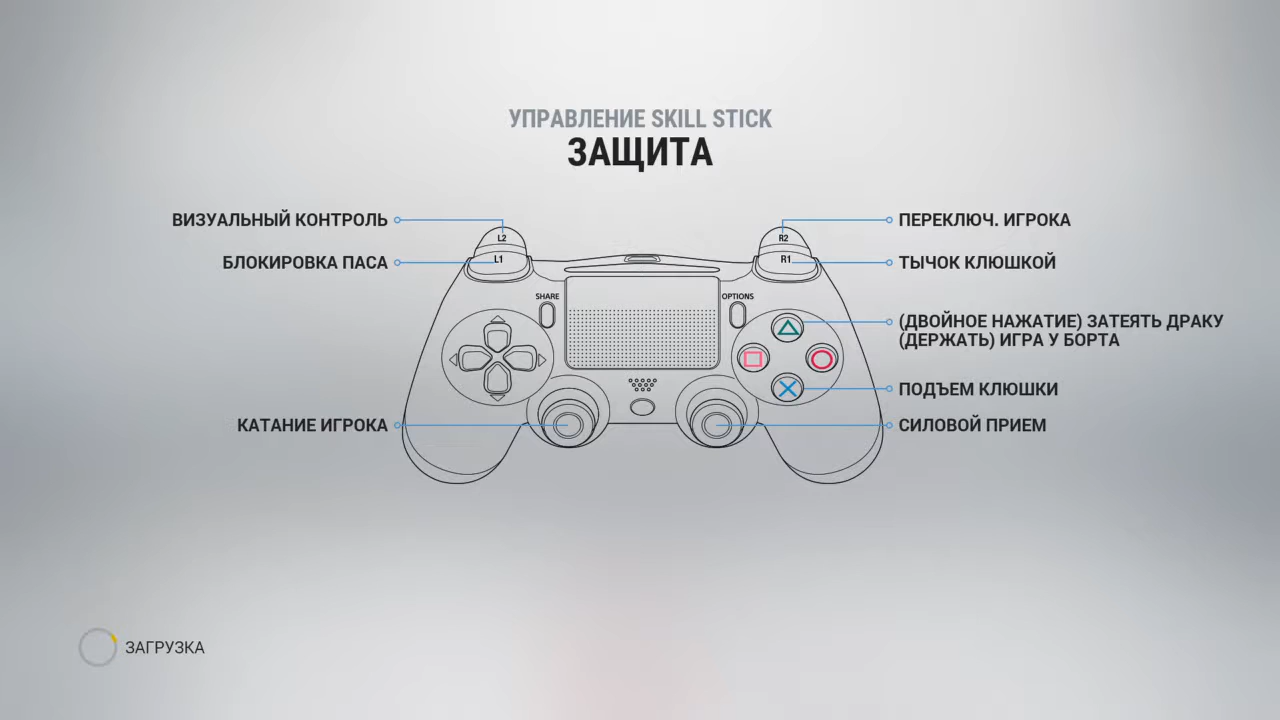 УПРАВЛЕНИЕ SKILL STICK
ЗАЩИТА
ВИЗУАЛЬНЫЙ КОНТРОЛЬ
L2
R2
ПЕРЕКЛЮЧ. ИГРОКА
БЛОКИРОВКА ПАСА
L1
R1
ТЫЧОК КЛЮШКОЙ
SHARE
OPTIONS
(ДВОЙНОЕ НАЖАТИЕ) ЗАТЕЯТЬ ДРАКУ
(ДЕРЖАТЬ) ИГРА У БОРТА
ПОДЪЕМ КЛЮШКИ
КАТАНИЕ ИГРОКА
СИЛОВОЙ ПРИЕМ
ЗАГРУЗКА